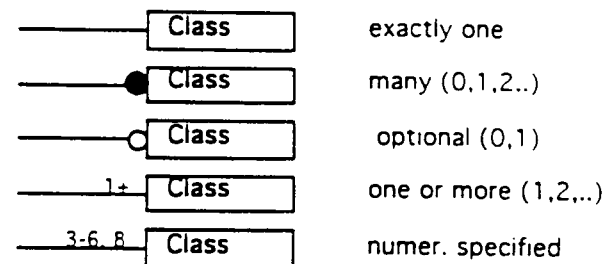 Class exactly one
Class many (0,1,2..)
Class optional (0,1)
1+ Class one or more (1,2,..)
3-6, 8 Class numer. specified